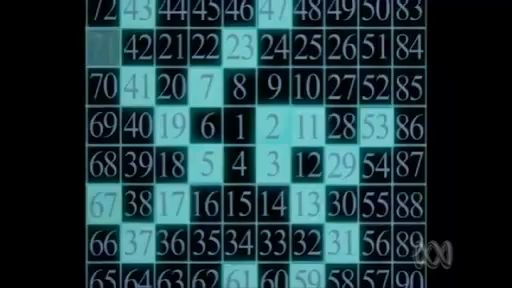 72 43 44 45 46 47 48 49 50 83
71 42 21 22 23 24 25 26 51 84
70 41 20 7 8 9 10 27 52 85
69 40 19 6 1 2 11 28 53 86
68 39 18 5 4 3 12 29 54 87
67 38 17 16 15 14 13 30 55 88
66 37 36 35 34 33 32 31 56 89
65 64 63 62 61 60 59 58 57 90